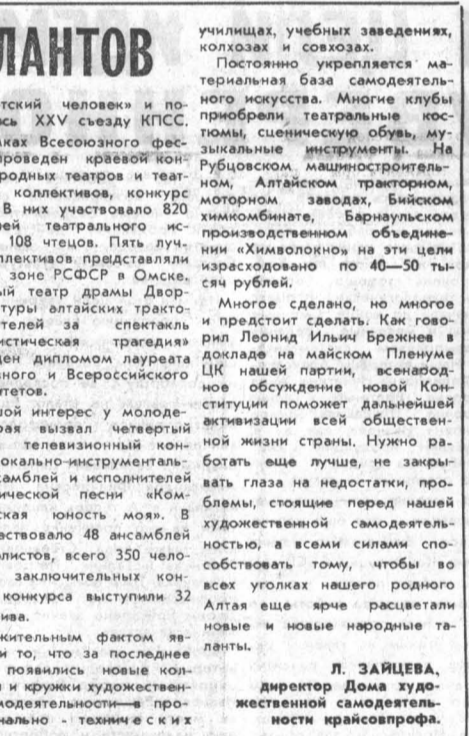 ЛАНТОВ
тский человек» и по-
сь XXV съезду КПСС.
ках Всесоюзного фес-
роведен краевой кон-
родных театров и теат-
коллективов, конкурс
В них участвовало 820
ей театрального ис-
108 чтецов. Пять луч-
ллективов представляли
зоне РСФСР в Омске.
ый театр драмы Двор-
туры алтайских тракто-
телей за спектакль
истическая трагедия»
ден дипломом лауреата
ного и Всероссийского
тетов.
ой интерес у молоде-
рая вызвал четвертый
телевизионный кон-
окально-инструменталь-
самблей и исполнителей
ической песни «Ком-
ская юность моя». В
аствовало 48 ансамблей
листов, всего 350 чело-
заключительных кон-
конкурса выступили 32
ива.
жительным фактом яв-
и то, что за последнее
появились новые кол-
и кружки художествен-
модеятельности—в про-
нально - технических
училищах, учебных заведениях,
колхозах и совхозах.
Постоянно укрепляется ма-
териальная база самодеятель-
ного искусства. Многие клубы
приобрели театральные кос-
тюмы, сценическую обувь, му-
зыкальные инструменты. На
Рубцовском машиностроитель-
ном, Алтайском тракторном,
моторном заводах, Бийском
химкомбинате, Барнаульском
производственном объедине-
нии «Химволокно» на эти цели
израсходовано по 40—50 ты-
сяч рублей.
Многое сделано, но многое
и предстоит сделать. Как гово-
рил Леонид Ильич Брежнев в
докладе на майском Пленуме
ЦК нашей партии, всенарод-
ное обсуждение новой Кон-
ституции поможет дальнейшей
активизации всей обществен-
ной жизни страны. Нужно ра-
ботать еще лучше, не закры-
вать глаза на недостатки, про-
блемы, стоящие перед нашей
художественной самодеятель-
ностью, а всеми силами спо-
собствовать тому, чтобы во
всех уголках нашего родного
Алтая еще ярче расцветали
новые и новые народные та-
ланты.
Л. ЗАЙЦЕВА,
директор Дома худо-
жественной самодеятель-
ности крайсовпрофа.